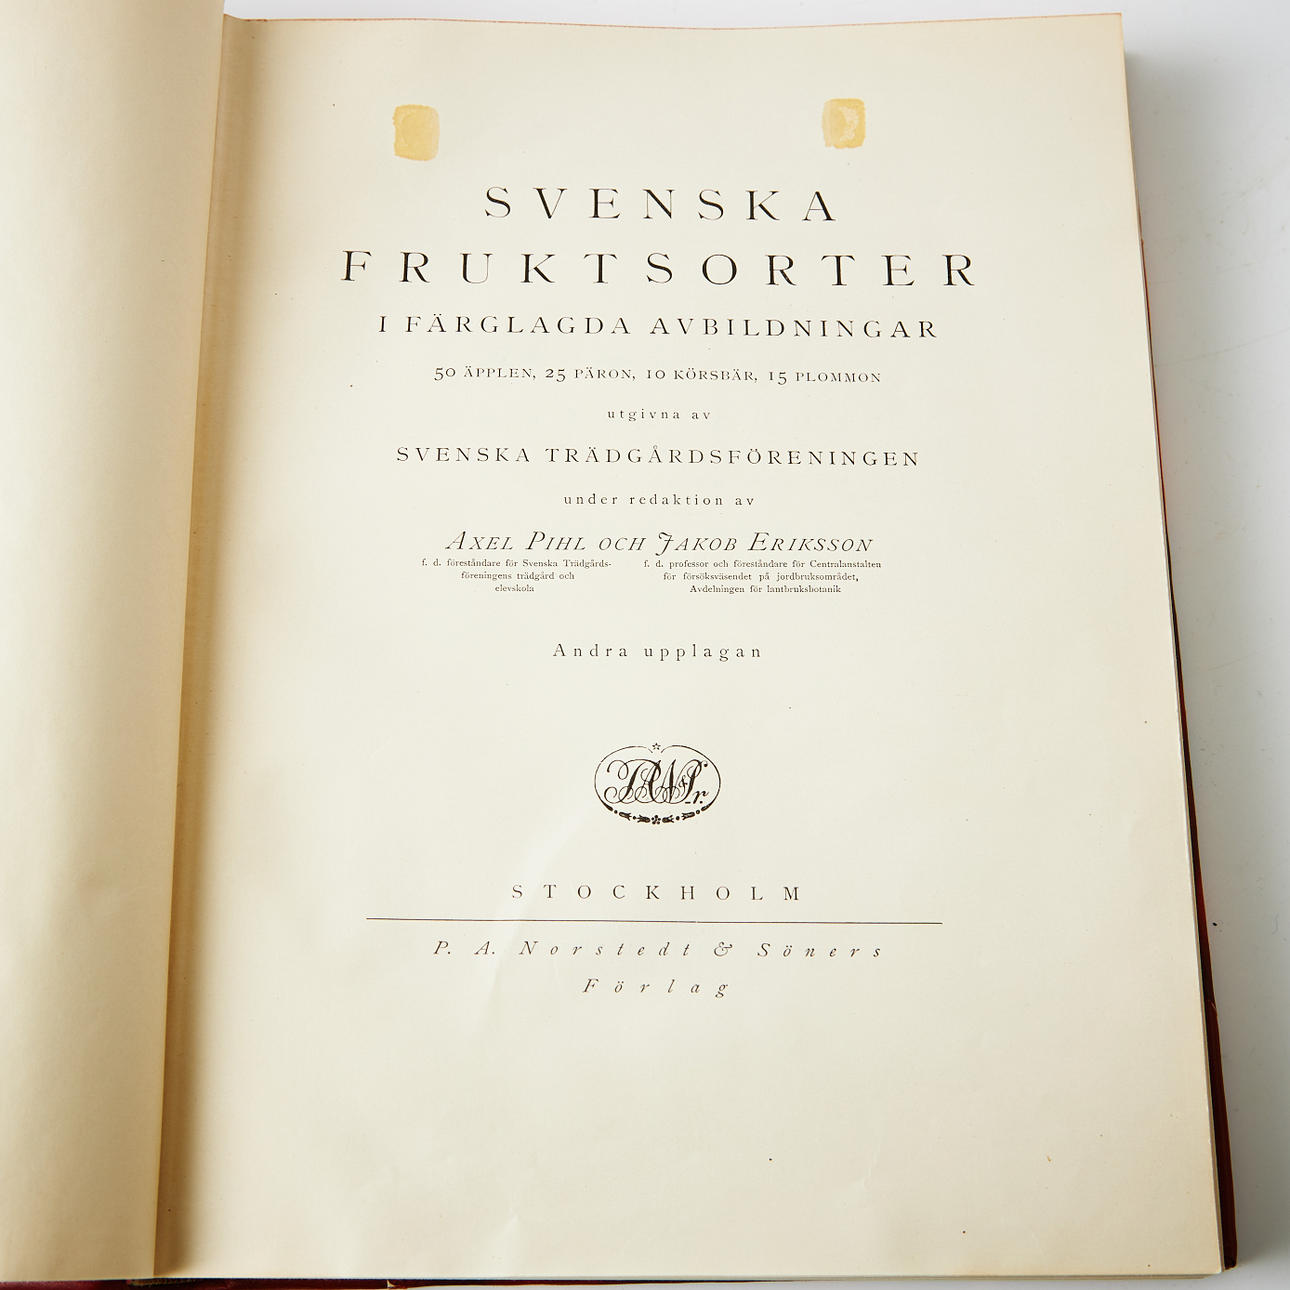 SVENSKA
FRUKTSORTER
I FÄRGLAGDA AVBILDNINGAR
50 ÄPPLEN, 25 PÄRON, 10 KÖRSBÄR, 15 PLOMMON
utgivna av
SVENSKA TRÄDGÅRDSFÖRENINGEN
under redaktion av
AXEL PIHL OCH JAKOB ERIKSSON
f. d. föreståndare för Svenska Trädgårds-
föreningens trädgård och
elevskola
f. d. professor och föreståndare för Centralanstalten
för försöksväsendet på jordbruksområdet,
Avdelningen för lantbruksbotanik
Andra upplagan
STOCKHOLM
P. A. Norstedt & Söners
Förlag